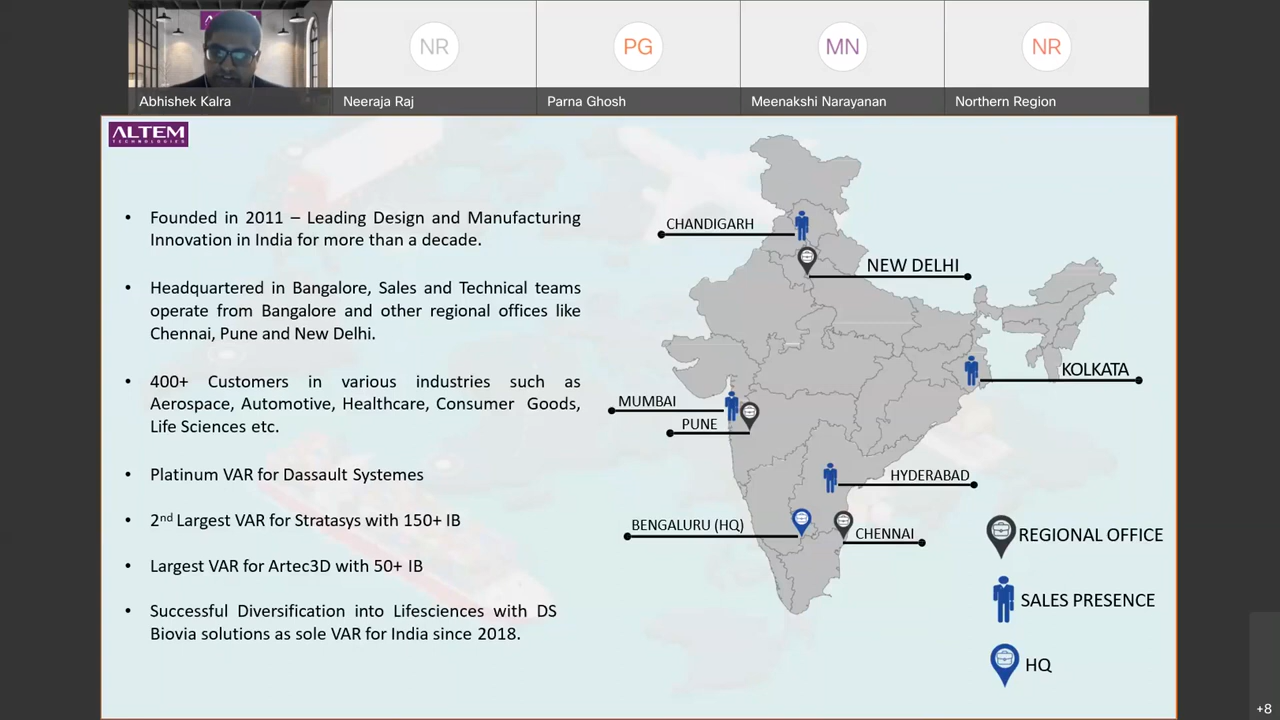 Abhishek Kalra
NR
Neeraja Raj
PG
Parna Ghosh
MN
Meenakshi Narayanan
NR
Northern Region
ALTEM
TECHNOLOGIES
• Founded in 2011 – Leading Design and Manufacturing
Innovation in India for more than a decade.
• Headquartered in Bangalore, Sales and Technical teams
operate from Bangalore and other regional offices like
Chennai, Pune and New Delhi.
• 400+ Customers in various industries such as
Aerospace, Automotive, Healthcare, Consumer Goods,
Life Sciences etc.
• Platinum VAR for Dassault Systemes
• 2nd Largest VAR for Stratasys with 150+ IB
• Largest VAR for Artec3D with 50+ IB
• Successful Diversification into Lifesciences with DS
Biovia solutions as sole VAR for India since 2018.
CHANDIGARH
NEW DELHI
KOLKATA
MUMBAI
PUNE
HYDERABAD
BENGALURU (HQ)
CHENNAI
REGIONAL OFFICE
SALES PRESENCE
HQ
+8